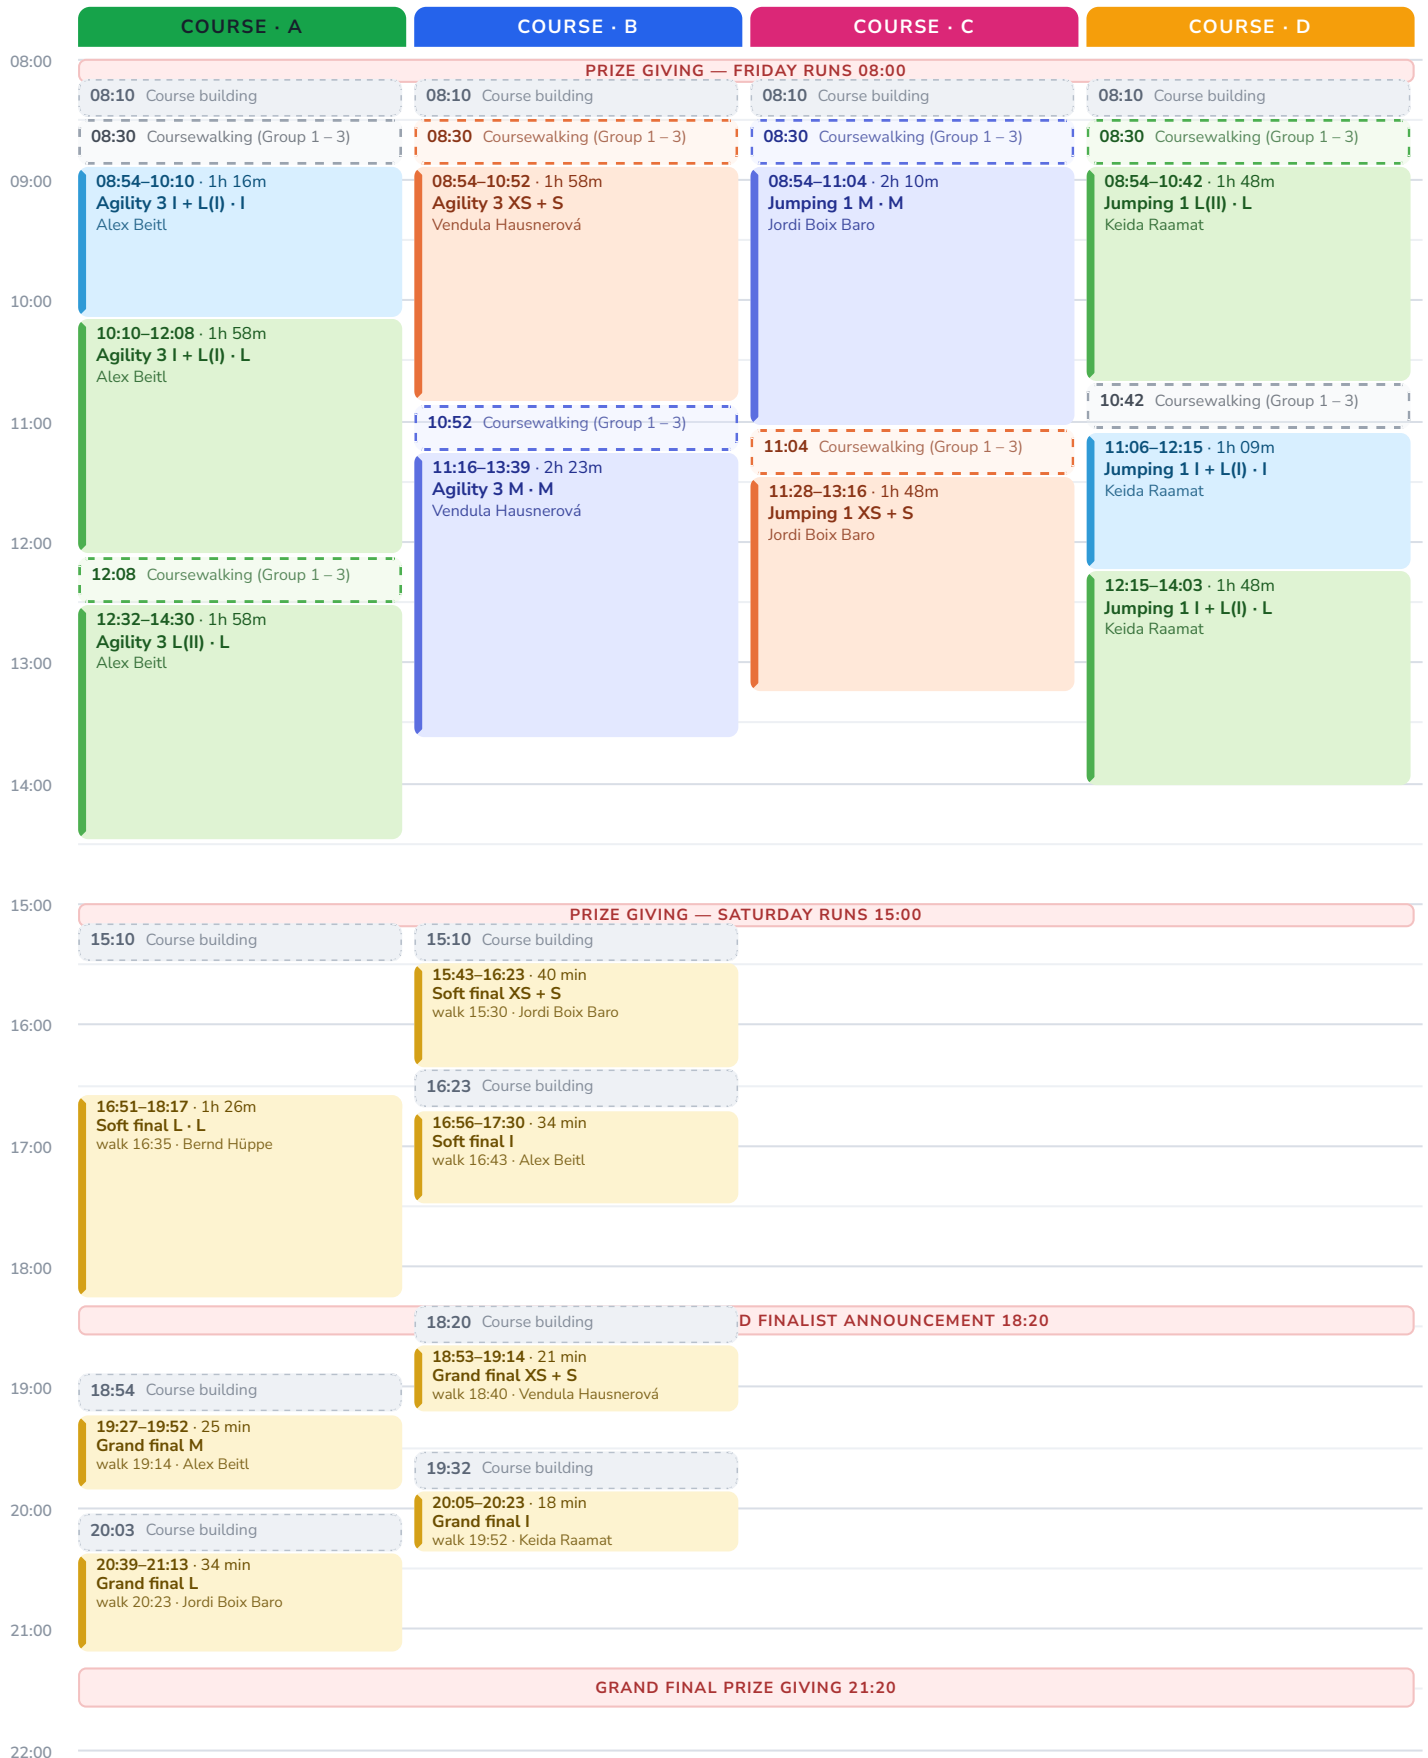 COURSE · A
COURSE · B
COURSE · C
COURSE · D
08:00
PRIZE GIVING — FRIDAY RUNS 08:00
08:10 Course building
08:10 Course building
08:10 Course building
08:10 Course building
08:30 Coursewalking (Group 1 – 3)
08:30 Coursewalking (Group 1 – 3)
08:30 Coursewalking (Group 1 – 3)
08:30 Coursewalking (Group 1 – 3)
09:00
08:54–10:10 · 1h 16m
Agility 3 I + L(I) · I
Alex Beitl
08:54–10:52 · 1h 58m
Agility 3 XS + S
Vendula Hausnerová
08:54–11:04 · 2h 10m
Jumping 1 M · M
Jordi Boix Baro
08:54–10:42 · 1h 48m
Jumping 1 L(II) · L
Keida Raamat
10:00
10:10–12:08 · 1h 58m
Agility 3 I + L(I) · L
Alex Beitl
10:42 Coursewalking (Group 1 – 3)
11:00
10:52 Coursewalking (Group 1 – 3)
11:04 Coursewalking (Group 1 – 3)
11:06–12:15 · 1h 09m
Jumping 1 I + L(I) · I
Keida Raamat
11:16–13:39 · 2h 23m
Agility 3 M · M
Vendula Hausnerová
11:28–13:16 · 1h 48m
Jumping 1 XS + S
Jordi Boix Baro
12:00
12:08 Coursewalking (Group 1 – 3)
12:15–14:03 · 1h 48m
Jumping 1 I + L(I) · L
Keida Raamat
12:32–14:30 · 1h 58m
Agility 3 L(II) · L
Alex Beitl
13:00
14:00
15:00
PRIZE GIVING — SATURDAY RUNS 15:00
15:10 Course building
15:10 Course building
15:43–16:23 · 40 min
Soft final XS + S
walk 15:30 · Jordi Boix Baro
16:00
16:23 Course building
16:51–18:17 · 1h 26m
Soft final L · L
walk 16:35 · Bernd Hüppe
16:56–17:30 · 34 min
Soft final I
walk 16:43 · Alex Beitl
17:00
18:00
18:20 Course building
D FINALIST ANNOUNCEMENT 18:20
18:53–19:14 · 21 min
Grand final XS + S
walk 18:40 · Vendula Hausnerová
19:00
18:54 Course building
19:27–19:52 · 25 min
Grand final M
walk 19:14 · Alex Beitl
19:32 Course building
20:00
20:05–20:23 · 18 min
Grand final I
walk 19:52 · Keida Raamat
20:03 Course building
20:39–21:13 · 34 min
Grand final L
walk 20:23 · Jordi Boix Baro
21:00
GRAND FINAL PRIZE GIVING 21:20
22:00